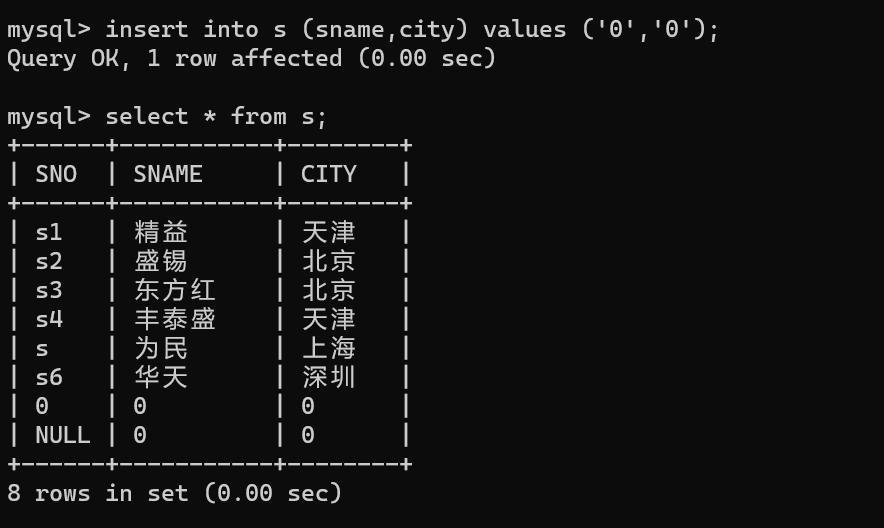 mysql> insert into s (sname,city) values ('0','0');
Query OK, 1 row affected (0.00 sec)
mysql> select * from s;
+------+-----------+--------+
| SNO  | SNAME     | CITY   |
+------+-----------+--------+
| s1   | 精益      | 天津   |
| s2   | 盛锡      | 北京   |
| s3   | 东方红    | 北京   |
| s4   | 丰泰盛    | 天津   |
| s    | 为民      | 上海   |
| s6   | 华天      | 深圳   |
| 0    | 0         | 0      |
| NULL | 0         | 0      |
+------+-----------+--------+
8 rows in set (0.00 sec)